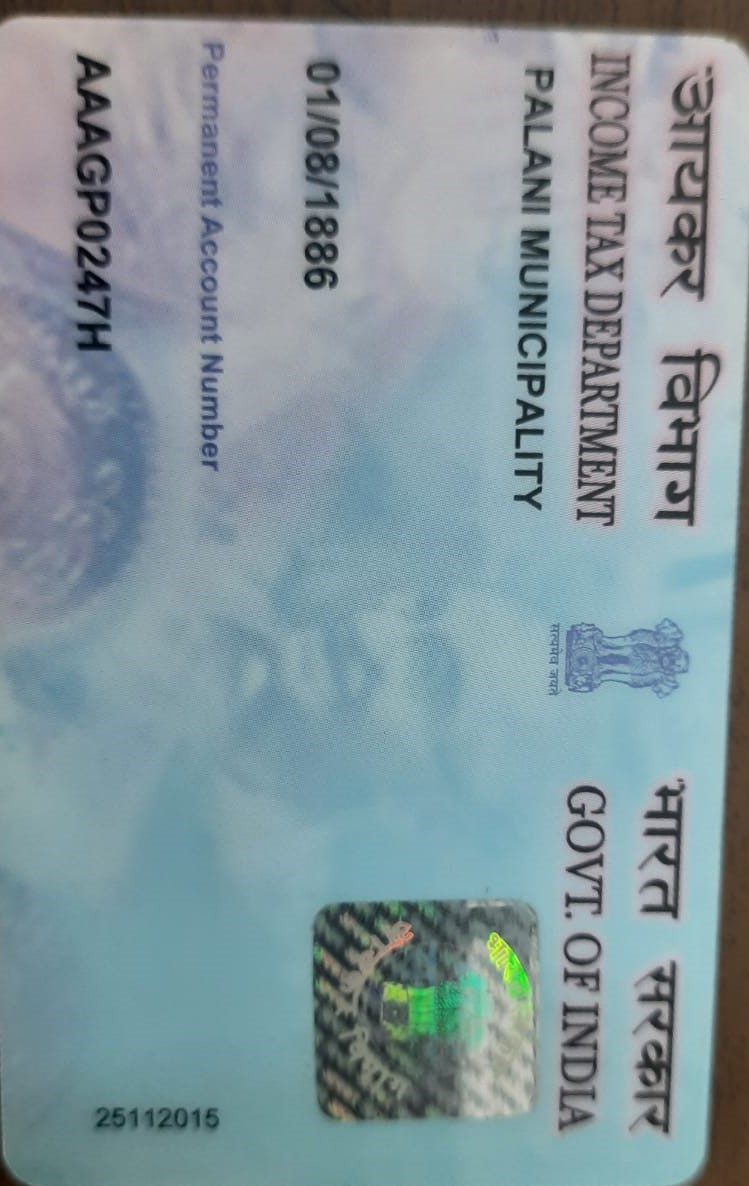 आयकर विभाग
INCOME TAX DEPARTMENT
सत्यमेव जयते
भारत सरकार
GOVT. OF INDIA
PALANI MUNICIPALITY
01/08/1886
Permanent Account Number
AAAGP0247H
25112015